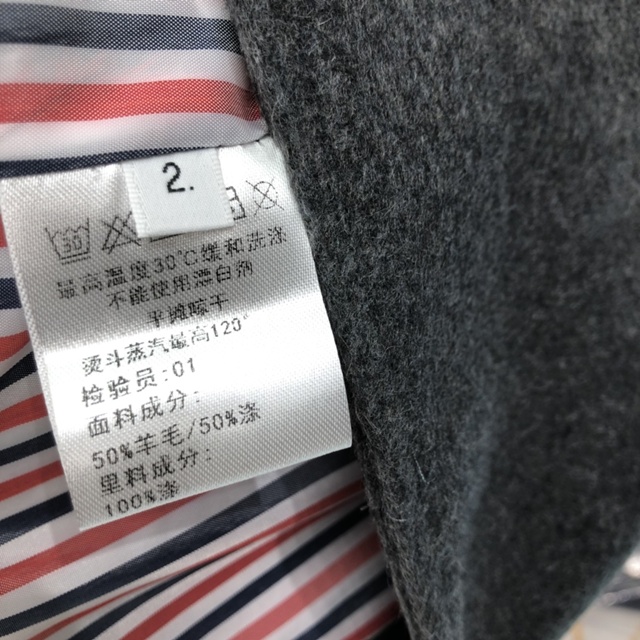 2.
30
最高温度30℃缓和洗涤
不能使用漂白剂
平摊晾干
熨斗蒸汽最高120°
检验员:01
面料成分:
50%羊毛/50%涤
里料成分:
100%涤